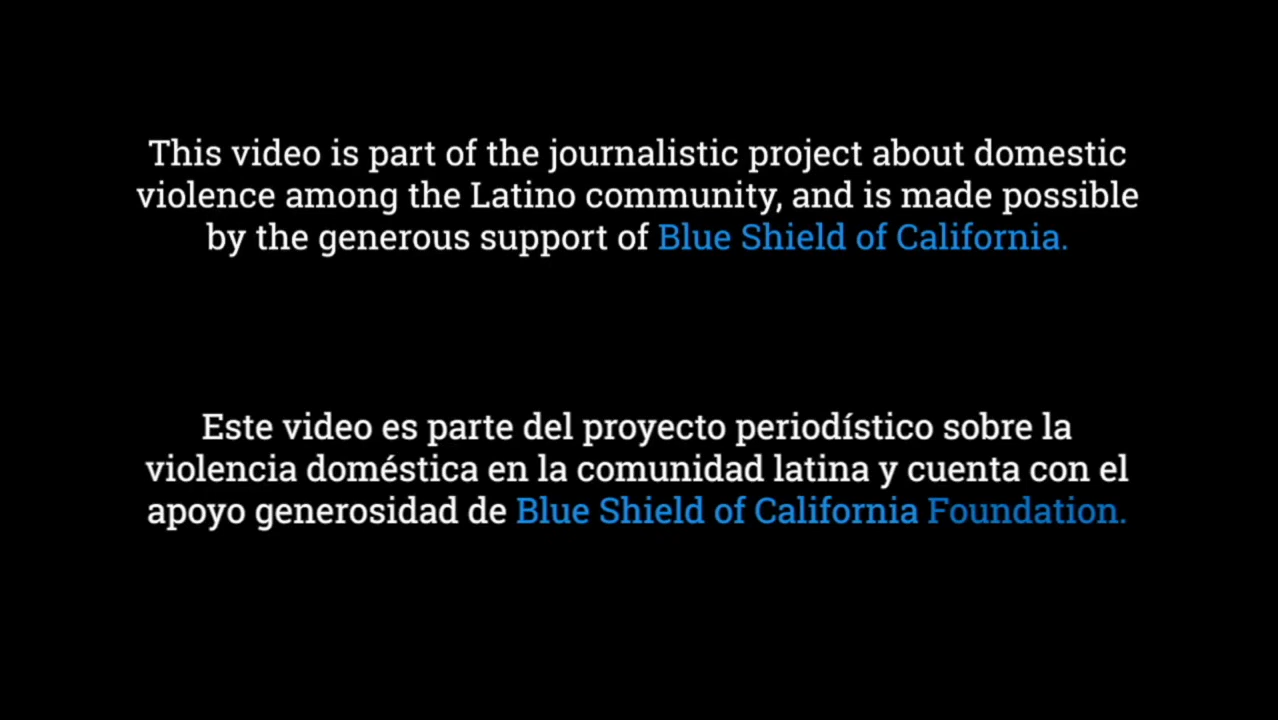 This video is part of the journalistic project about domestic
violence among the Latino community, and is made possible
by the generous support of Blue Shield of California.
Este video es parte del proyecto periodístico sobre la
violencia doméstica en la comunidad latina y cuenta con el
apoyo generosidad de Blue Shield of California Foundation.